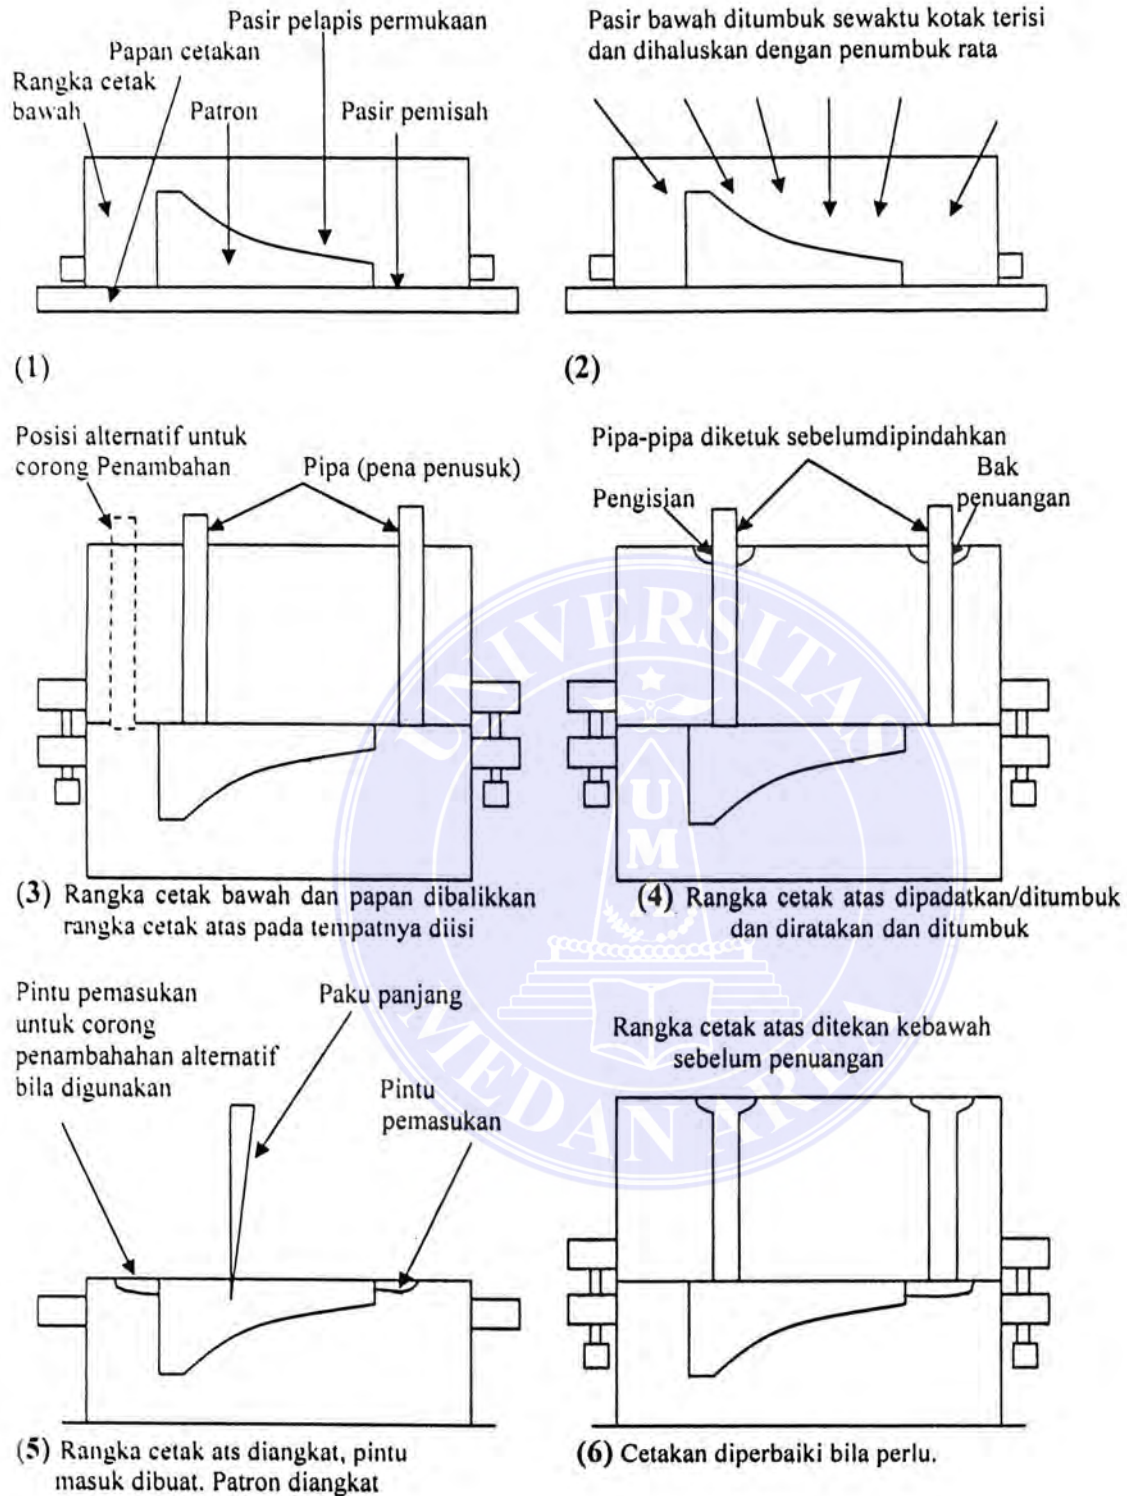 Pasir pelapis permukaan
Papan cetakan
Rangka cetak
bawah
Patron
Pasir pemisah
(1)
Pasir bawah ditumbuk sewaktu kotak terisi
dan dihaluskan dengan penumbuk rata
(2)
Posisi alternatif untuk
corong Penambahan
Pipa (pena penusuk)
(3) Rangka cetak bawah dan papan dibalikkan
rangka cetak atas pada tempatnya diisi
Pipa-pipa diketuk sebelumdipindahkan
Pengisian
Bak
penuangan
(4) Rangka cetak atas dipadatkan/ditumbuk
dan diratakan dan ditumbuk
Pintu pemasukan
untuk corong
penambahahan alternatif
bila digunakan
Paku panjang
Pintu
pemasukan
(5) Rangka cetak ats diangkat, pintu
masuk dibuat. Patron diangkat
Rangka cetak atas ditekan kebawah
sebelum penuangan
(6) Cetakan diperbaiki bila perlu.
UNIVERSITAS
MEDAN AREA
U
M
A